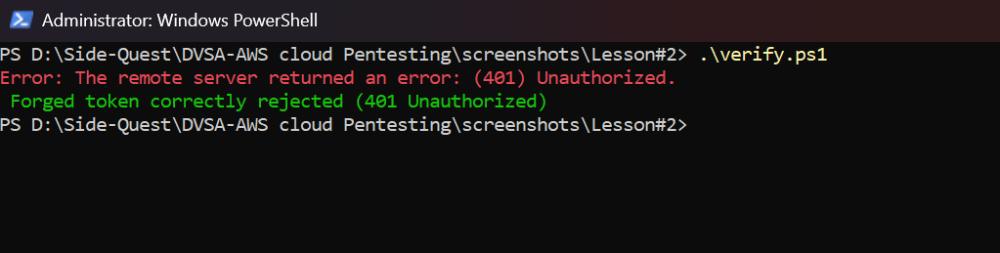 Administrator: Windows PowerShell
PS D:\Side-Quest\DVSA-AWS cloud Pentesting\screenshots\Lesson#2> .\verify.ps1
Error: The remote server returned an error: (401) Unauthorized.
 Forged token correctly rejected (401 Unauthorized)
PS D:\Side-Quest\DVSA-AWS cloud Pentesting\screenshots\Lesson#2>